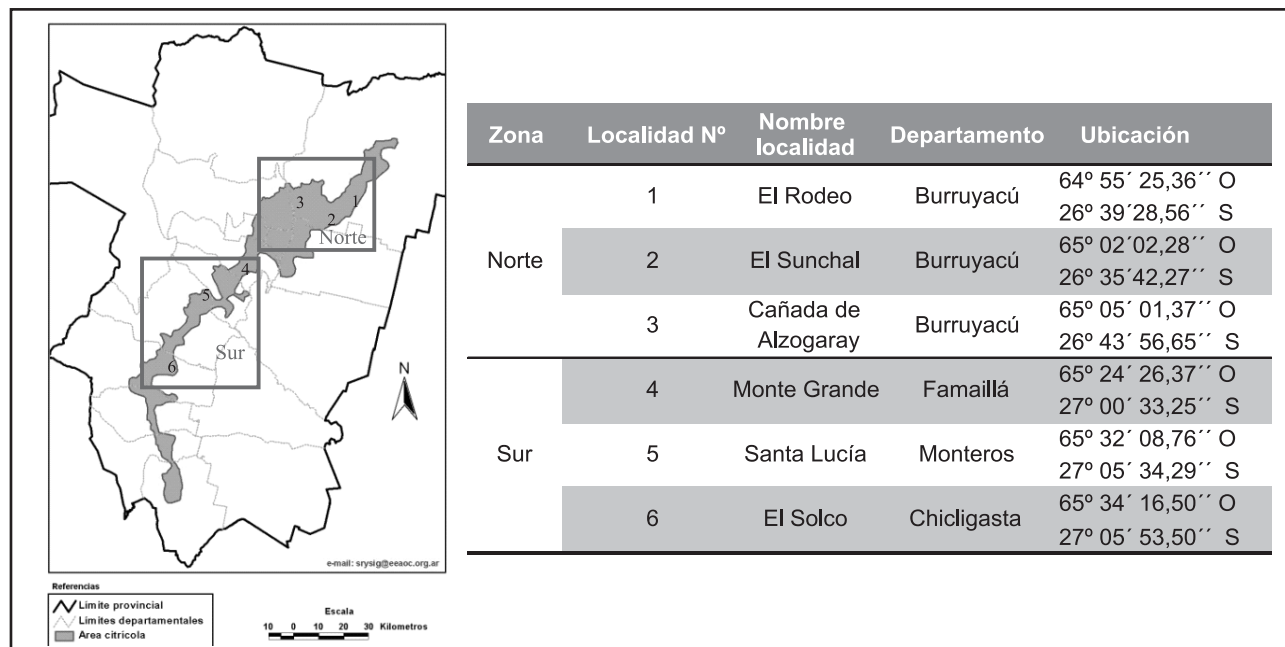 3
1
2
Norte
4
5
Sur
6
N
e-mail: srysig@eeaoc.org.ar
Referencias
Limite provincial
Limites departamentales
Area citricola
Escala
10 0 10 20 30 Kilometros
Zona Localidad Nº Nombre localidad Departamento Ubicación
Norte
1 El Rodeo Burruyacú 64º 55´ 25,36´´ O
26º 39´28,56´´ S
2 El Sunchal Burruyacú 65º 02´02,28´´ O
26º 35´42,27´´ S
3 Cañada de Alzogaray Burruyacú 65º 05´ 01,37´´ O
26º 43´ 56,65´´ S
Sur
4 Monte Grande Famaillá 65º 24´ 26,37´´ O
27º 00´ 33,25´´ S
5 Santa Lucía Monteros 65º 32´ 08,76´´ O
27º 05´ 34,29´´ S
6 El Solco Chicligasta 65º 34´ 16,50´´ O
27º 05´ 53,50´´ S